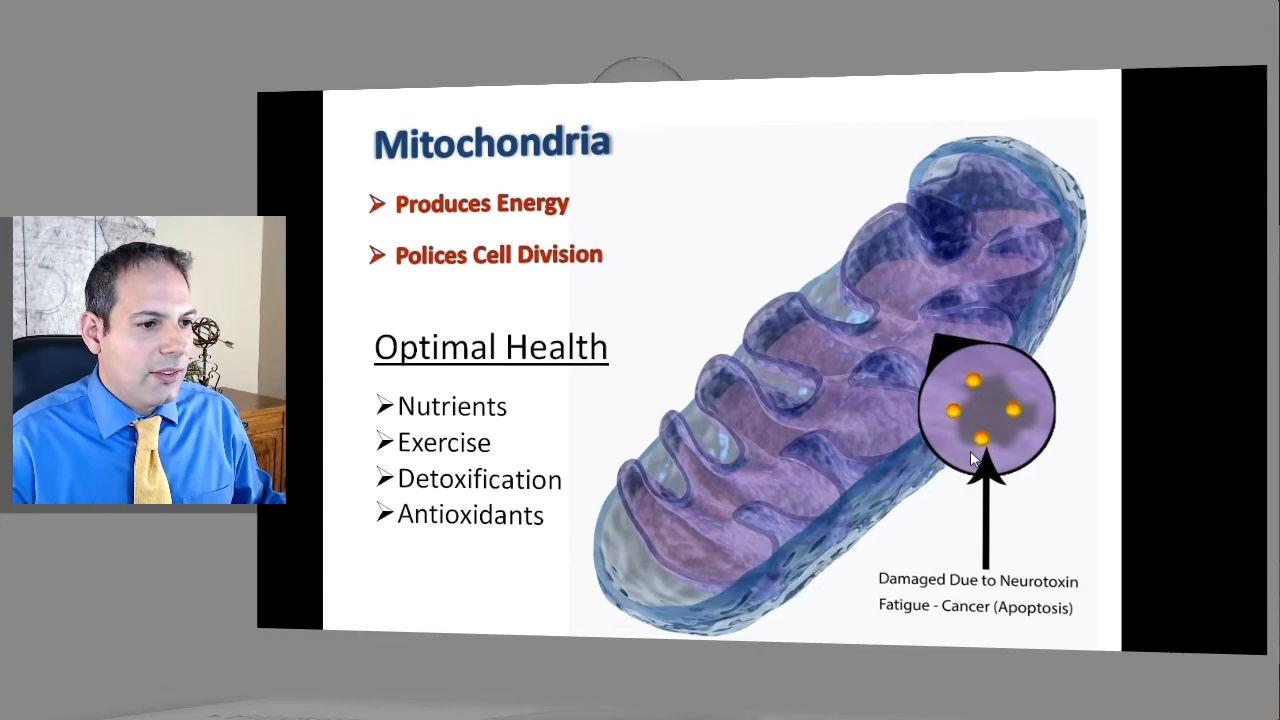 Mitochondria
Produces Energy
Polices Cell Division
Optimal Health
Nutrients
Exercise
Detoxification
Antioxidants
Damaged Due to Neurotoxin
Fatigue - Cancer (Apoptosis)